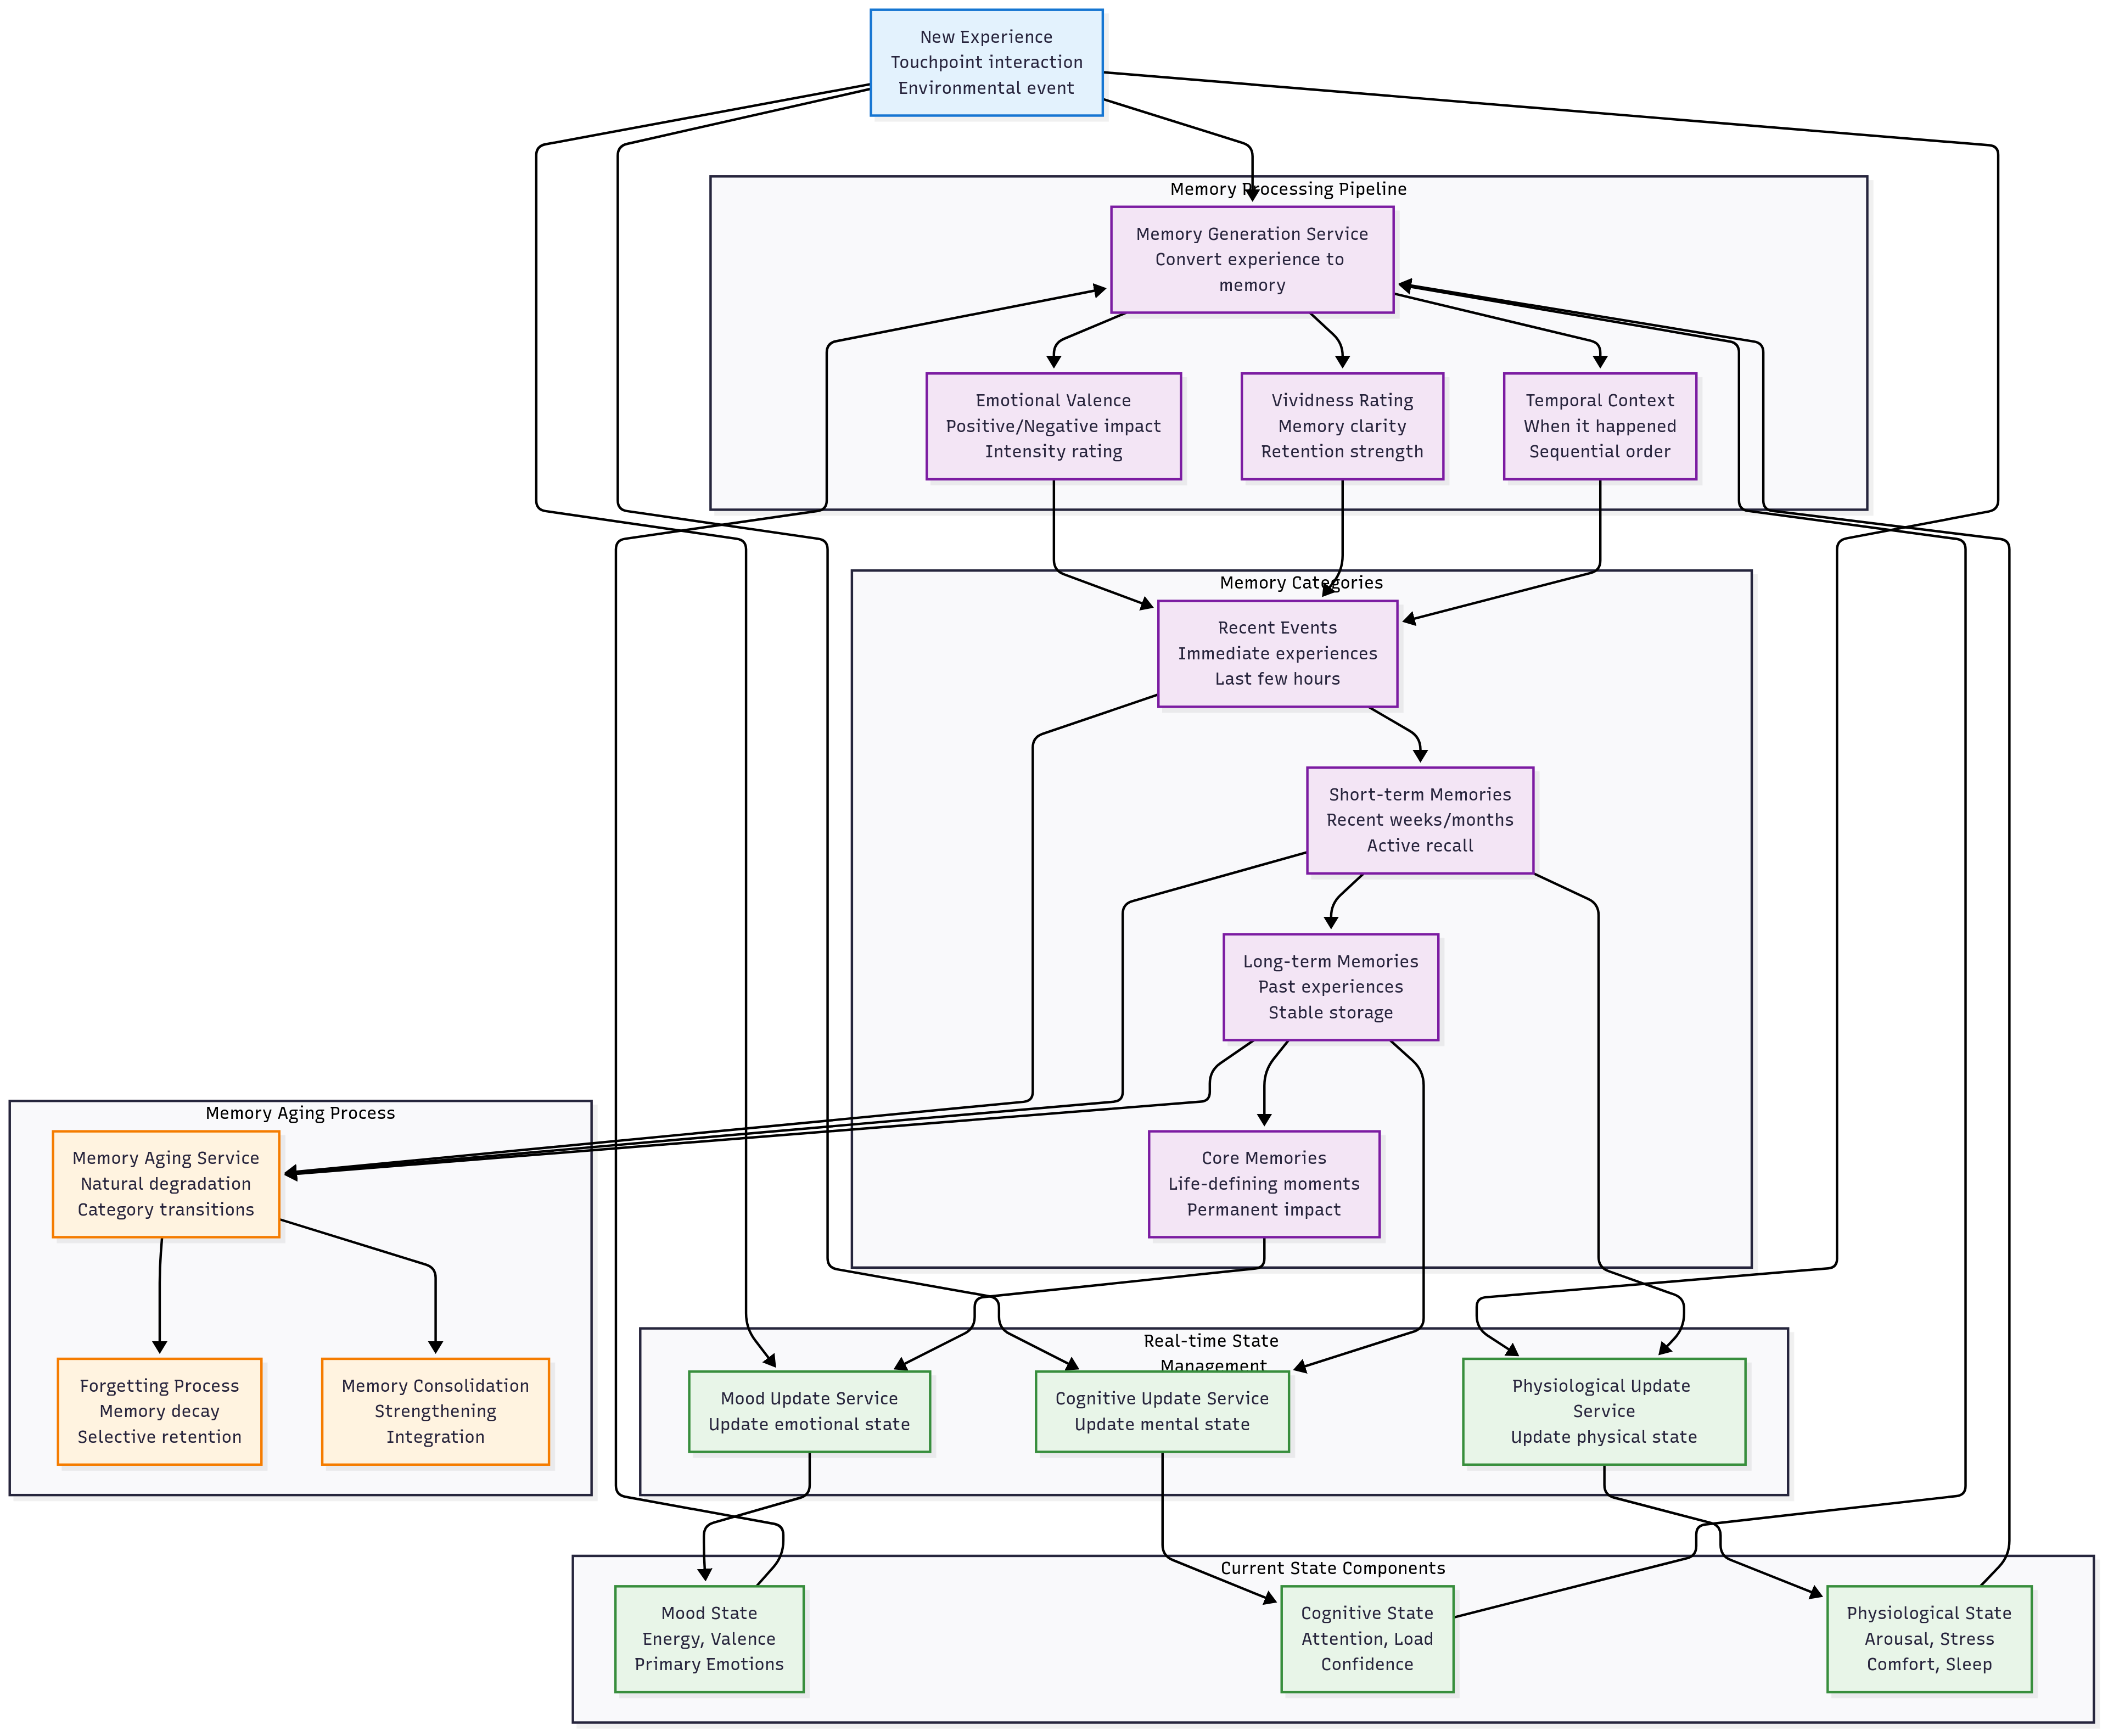 New Experience
Touchpoint interaction
Environmental event
Memory Processing Pipeline
Memory Generation Service
Convert experience to
memory
Emotional Valence
Positive/Negative impact
Intensity rating
Vividness Rating
Memory clarity
Retention strength
Temporal Context
When it happened
Sequential order
Memory Categories
Recent Events
Immediate experiences
Last few hours
Short-term Memories
Recent weeks/months
Active recall
Long-term Memories
Past experiences
Stable storage
Core Memories
Life-defining moments
Permanent impact
Memory Aging Process
Memory Aging Service
Natural degradation
Category transitions
Forgetting Process
Memory decay
Selective retention
Memory Consolidation
Strengthening
Integration
Real-time State
Management
Mood Update Service
Update emotional state
Cognitive Update Service
Update mental state
Physiological Update
Service
Update physical state
Current State Components
Mood State
Energy, Valence
Primary Emotions
Cognitive State
Attention, Load
Confidence
Physiological State
Arousal, Stress
Comfort, Sleep